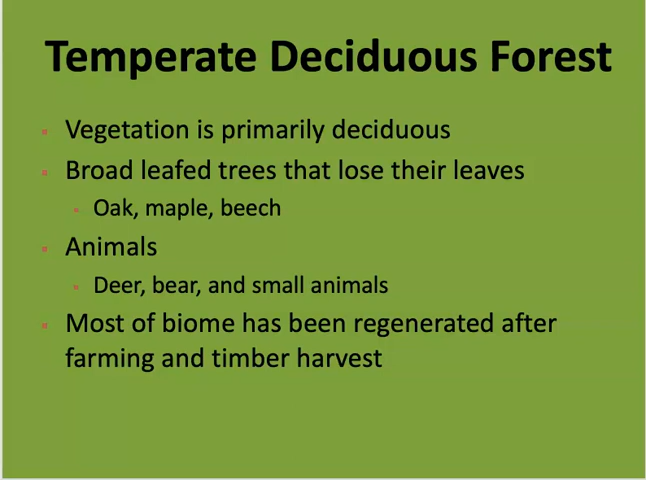 Temperate Deciduous Forest
Vegetation is primarily deciduous
Broad leafed trees that lose their leaves
Oak, maple, beech
Animals
Deer, bear, and small animals
Most of biome has been regenerated after
farming and timber harvest